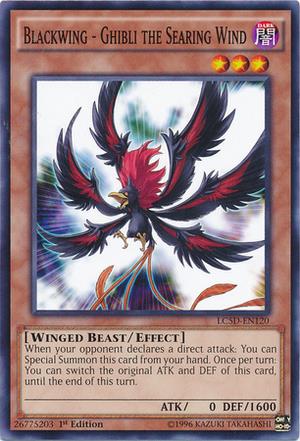 BLACKWING - GHIBLI THE SEARING WIND
DARK
闇
LC5D-EN120
[WINGED BEAST/EFFECT]
When your opponent declares a direct attack: You can
Special Summon this card from your hand. Once per turn:
You can switch the original ATK and DEF of this card,
until the end of this turn.
ATK/ 0 DEF/1600
26775203 1st Edition ©1996 KAZUKI TAKAHASHI